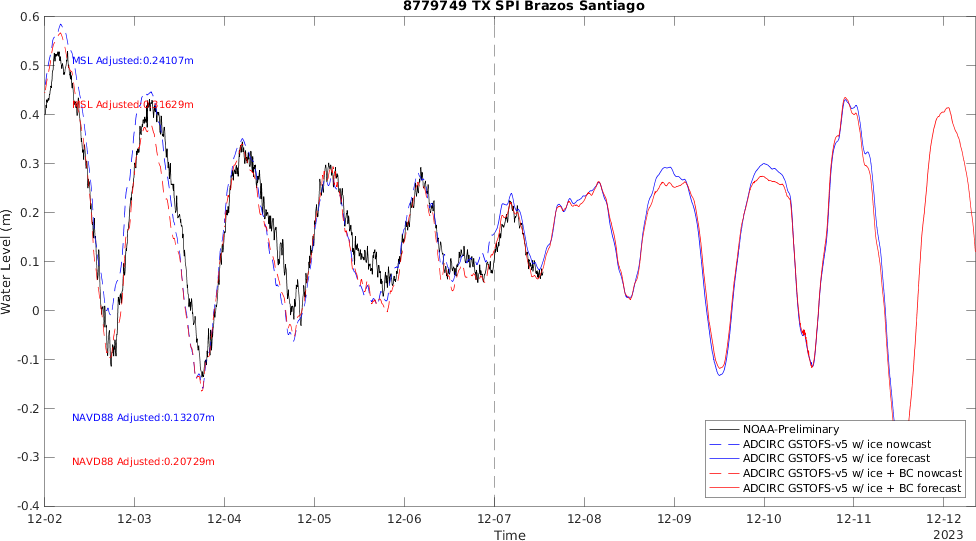 8779749 TX SPI Brazos Santiago
0.6
0.5
0.4
0.3
0.2
0.1
0
-0.1
-0.2
-0.3
-0.4
Water Level (m)
MSL Adjusted:0.24107m
MSL Adjusted:0.31629m
NAVD88 Adjusted:0.13207m
NAVD88 Adjusted:0.20729m
NOAA-Preliminary
ADCIRC GSTOFS-v5 w/ ice nowcast
ADCIRC GSTOFS-v5 w/ ice forecast
ADCIRC GSTOFS-v5 w/ ice + BC nowcast
ADCIRC GSTOFS-v5 w/ ice + BC forecast
12-02 12-03 12-04 12-05 12-06 12-07 12-08 12-09 12-10 12-11 12-12
Time
2023